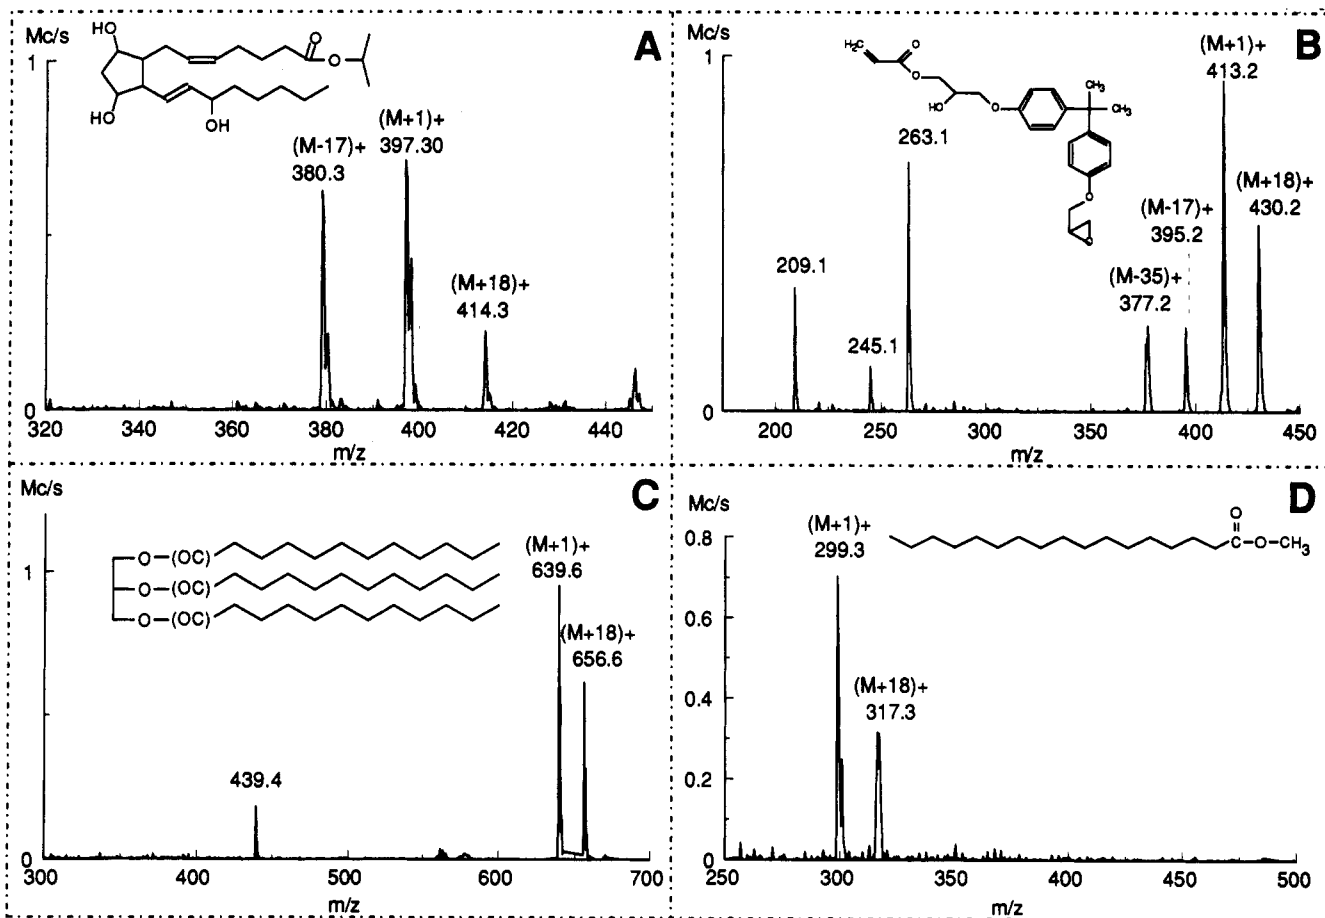 Mc/s
A
1
0
HO
HO
OH
O
O
(M-17)+
380.3
(M+1)+
397.30
(M+18)+
414.3
320
340
360
380
400
420
440
m/z
Mc/s
B
1
0
H₂C
O
O
HO
O
CH₃
CH₃
O
O
209.1
245.1
263.1
(M-35)+
377.2
(M-17)+
395.2
(M+1)+
413.2
(M+18)+
430.2
200
250
300
350
400
450
m/z
Mc/s
C
1
0
O—(OC)
O—(OC)
O—(OC)
439.4
(M+1)+
639.6
(M+18)+
656.6
300
400
500
600
700
m/z
Mc/s
D
0.8
0.6
0.4
0.2
0
O
C—O—CH₃
(M+1)+
299.3
(M+18)+
317.3
250
300
350
400
450
500
m/z